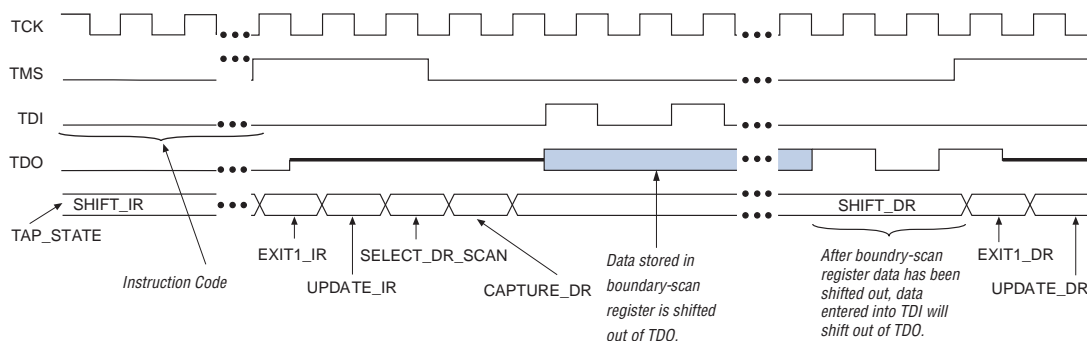 TCK
TMS
TDI
TDO
SHIFT_IR
SHIFT_DR
TAP_STATE
EXIT1_IR
SELECT_DR_SCAN
EXIT1_DR
Instruction Code
UPDATE_IR
CAPTURE_DR
UPDATE_DR
Data stored in
boundary-scan
register is shifted
out of TDO.
After boundry-scan
register data has been
shifted out, data
entered into TDI will
shift out of TDO.